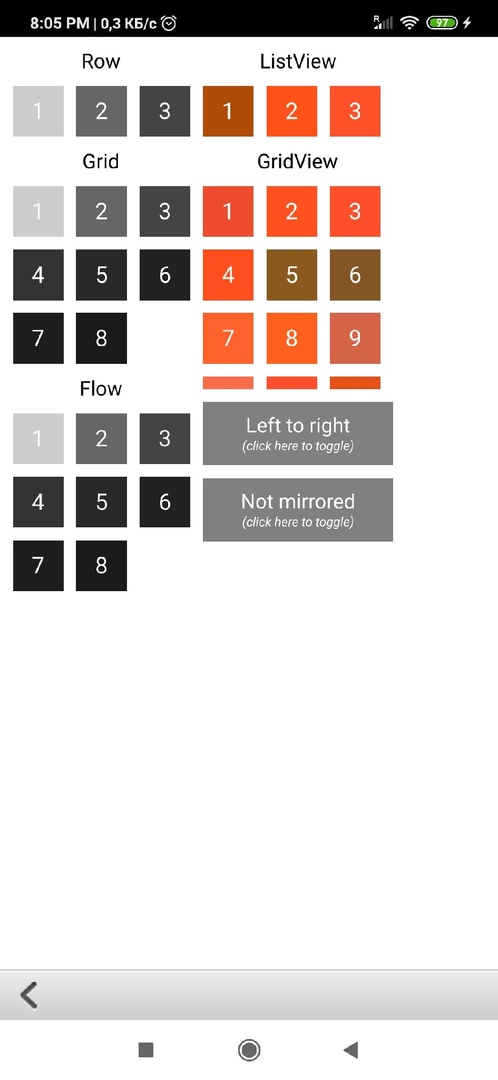 8:05 PM | 0,3 КБ/с
R
97
Row
ListView
1 2 3
1 2 3
Grid
GridView
1 2 3
4 5 6
7 8
1 2 3
4 5 6
7 8 9
Flow
1 2 3
4 5 6
7 8
Left to right
(click here to toggle)
Not mirrored
(click here to toggle)